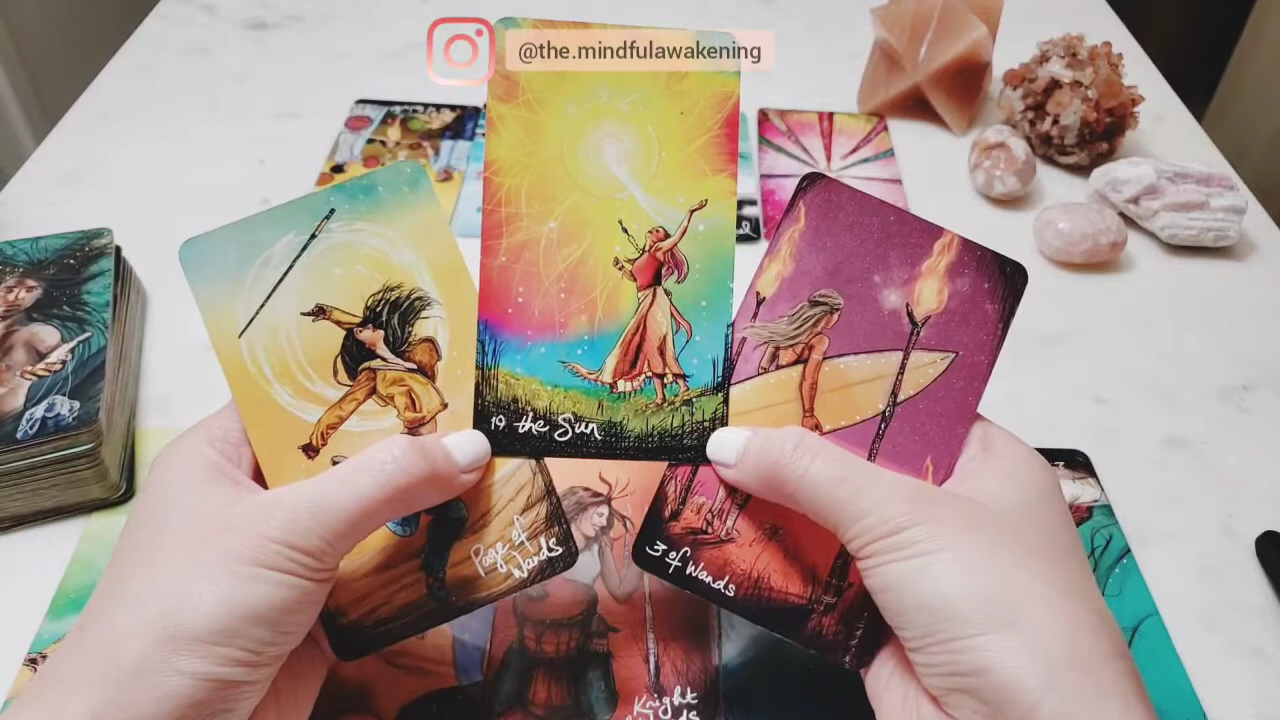 @the.mindfulawakening
19 the Sun
Page of
Wands
3 of Wands
Knight